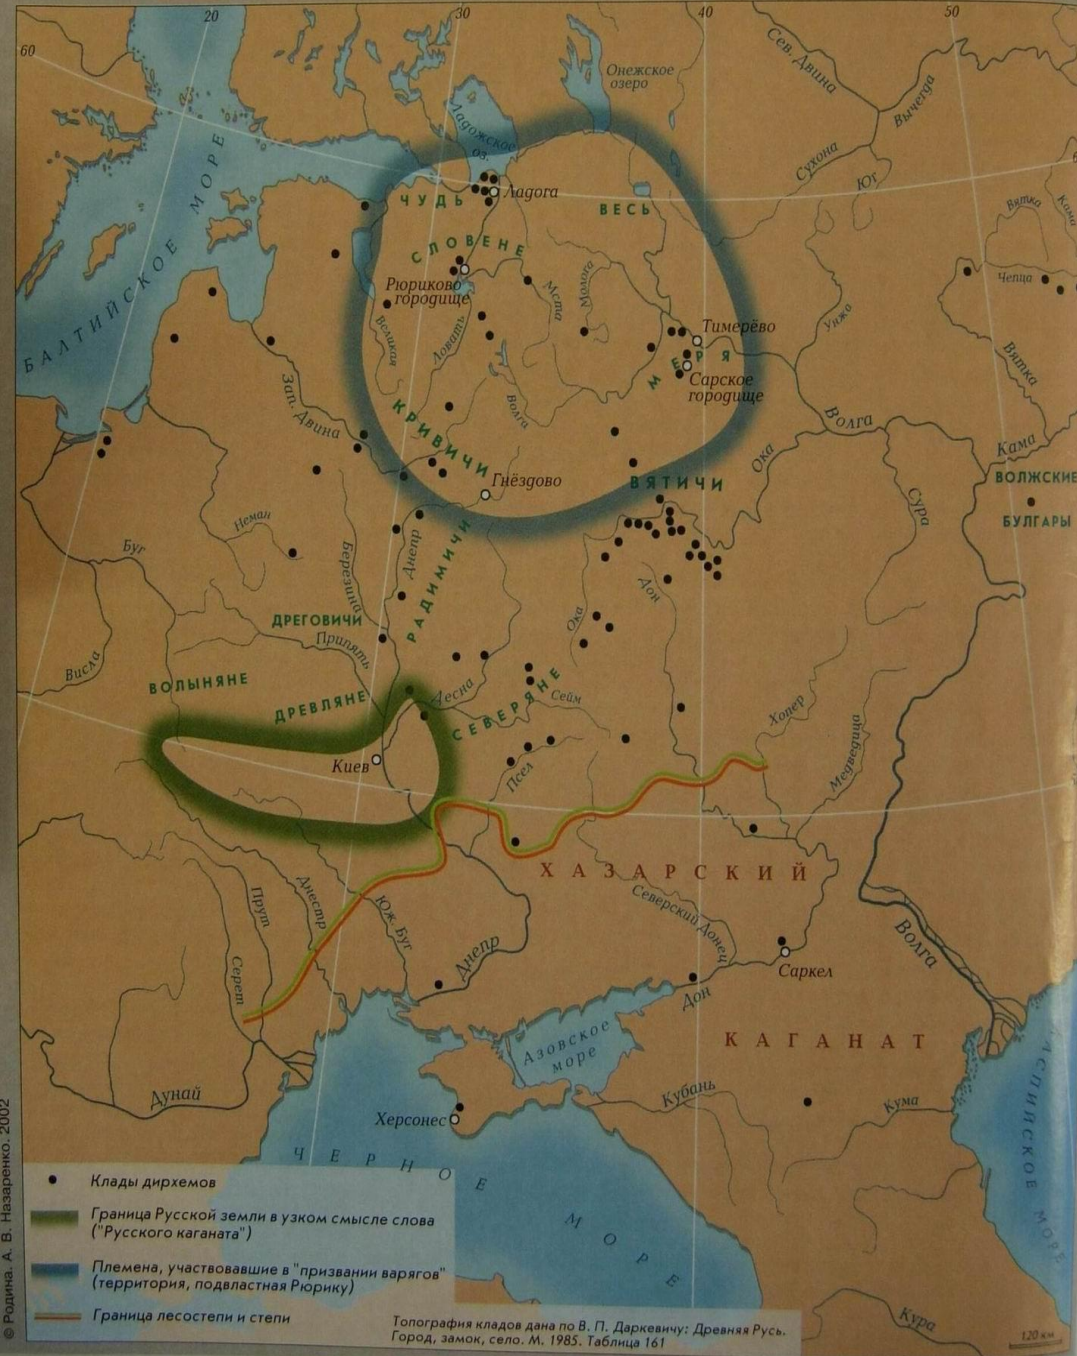 20
30
40
50
60
Сев. Двина
Вычегда
Онежское
озеро
Ладожское
оз.
Сухона
Юг
Вятка
Кама
Чепца
БАЛТИЙСКОЕ МОРЕ
ЧУДЬ
Ладога
ВЕСЬ
СЛОВЕНЕ
Рюриково
городище
Мста
Молога
Великая
Ловать
Волга
Тимерёво
МЕРЯ
Сарское
городище
Унжа
Вятка
Зап. Двина
КРИВИЧИ
Гнёздово
ВЯТИЧИ
Ока
Волга
Кама
ВОЛЖСКИЕ
БУЛГАРЫ
Сура
Неман
Буг
Березина
Днепр
РАДИМИЧИ
Дон
Ока
ДРЕГОВИЧИ
Припять
Висла
ВОЛЫНЯНЕ
ДРЕВЛЯНЕ
Десна
СЕВЕРЯНЕ
Сейм
Хопер
Медведица
Киев
Псел
ХАЗАРСКИЙ
Северский Донец
Прут
Днестр
Юж. Буг
Серет
Днепр
Саркел
Дон
Волга
КАГАНАТ
Азовское
море
Дунай
Кубань
Кума
Херсонес
ЧЕРНОЕ МОРЕ
КАСПИЙСКОЕ МОРЕ
Кура
120 км
Клады дирхемов
Граница Русской земли в узком смысле слова
("Русского каганата")
Племена, участвовавшие в "призвании варягов"
(территория, подвластная Рюрику)
Граница лесостепи и степи
Топография кладов дана по В. П. Даркевичу: Древняя Русь.
Город, замок, село. М. 1985. Таблица 161
© Родина. А. В. Назаренко. 2002